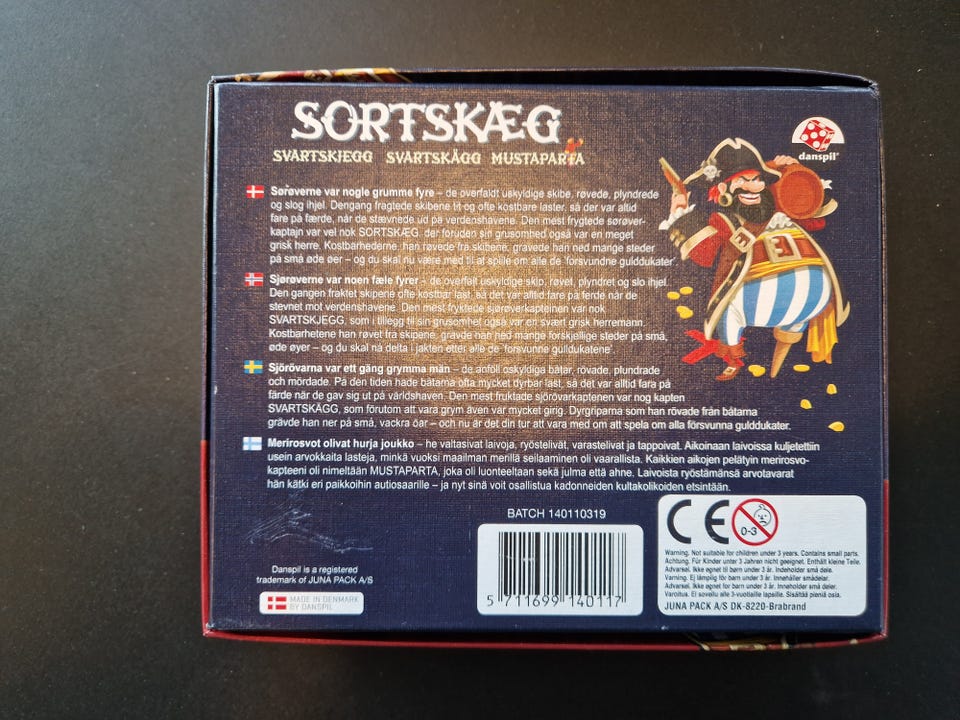 SORTSKÆG
SVARTSKJEGG SVARTSKÄGG MUSTAPARTA
danspil®
Sørøverne var nogle grumme fyre – de overfaldt uskyldige skibe, røvede, plyndrede
og slog ihjel. Dengang fragtede skibene tit og ofte kostbare laster, så der var altid
fare på færde, når de stævnede ud på verdenshavene. Den mest frygtede sørøver-
kaptajn var vel nok SORTSKÆG, der foruden sin grusomhed også var en meget
grisk herre. Kostbarhederne, han røvede fra skibene, gravede han ned mange steder
på små øde øer – og du skal nu være med til at spille om alle de ‘forsvundne gulddukater’.
Sjørøverne var noen fæle fyrer – de overfalt uskyldige skip, røvet, plyndret og slo ihjel.
Den gangen fraktet skipene ofte kostbar last, så det var alltid fare på ferde når de
stevnet mot verdenshavene. Den mest fryktede sjørøverkapteinen var nok
SVARTSKJEGG, som i tillegg til sin grusomhet også var en svært grisk herremann.
Kostbarhetene han røvet fra skipene, gravde han ned mange forskjellige steder på små,
øde øyer – og du skal nå delta i jakten etter alle de ‘forsvunne gulldukatene’.
Sjörövarna var ett gäng grymma män – de anföll oskyldiga båtar, rövade, plundrade
och mördade. På den tiden hade båtarna ofta mycket dyrbar last, så det var alltid fara på
färde när de gav sig ut på världshaven. Den mest fruktade sjörövarkaptenen var nog kapten
SVARTSKÄGG, som förutom att vara grym även var mycket girig. Dyrgriparna som han rövade från båtarna
grävde han ner på små, vackra öar – och nu är det din tur att vara med om att spela om alla försvunna gulddukater.
Merirosvot olivat hurja joukko – he valtasivat laivoja, ryöstelivät, varastelivat ja tappoivat. Aikoinaan laivoissa kuljetettiin
usein arvokkaita lasteja, minkä vuoksi maailman merillä seilaaminen oli vaarallista. Kaikkien aikojen pelätyin merirosvo-
kapteeni oli nimeltään MUSTAPARTA, joka oli luonteeltaan sekä julma että ahne. Laivoista ryöstämänsä arvotavarat
hän kätki eri paikkoihin autiosaarille – ja nyt sinä voit osallistua kadonneiden kultakolikoiden etsintään.
BATCH 140110319
Danspil is a registered
trademark of JUNA PACK A/S
MADE IN DENMARK
BY DANSPIL
5 711699 140117
CE
0-3
Warning. Not suitable for children under 3 years. Contains small parts.
Achtung. Für Kinder unter 3 Jahren nicht geeignet. Enthält kleine Teile.
Advarsel. Ikke egnet til børn under 3 år. Indeholder små dele.
Varning. Ej lämplig för barn under 3 år. Innehåller smådelar.
Advarsel. Ikke egnet for barn under 3 år. Inneholder små deler.
Varoitus. Ei soveltu alle 3-vuotiaille lapsille. Sisältää pieniä osia.
JUNA PACK A/S DK-8220-Brabrand